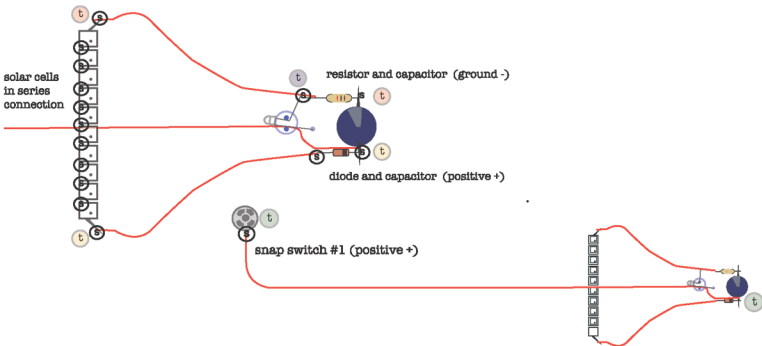 t
s
resistor and capacitor (ground -)
solar cells
in series
connection
t
s
s
s
t
s
s
s
s
s
s
s
s
s
s
s
s
t
diode and capacitor (positive +)
s
t
t
s
snap switch #1 (positive +)
t